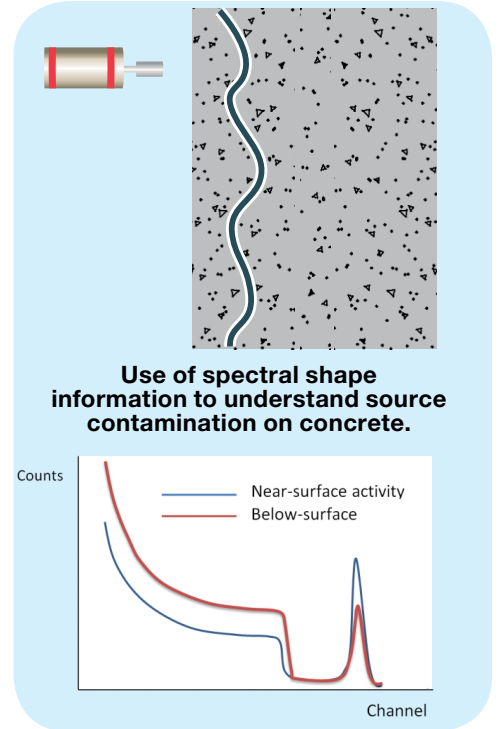 Use of spectral shape
information to understand source
contamination on concrete.
Counts
Near-surface activity
Below-surface
Channel